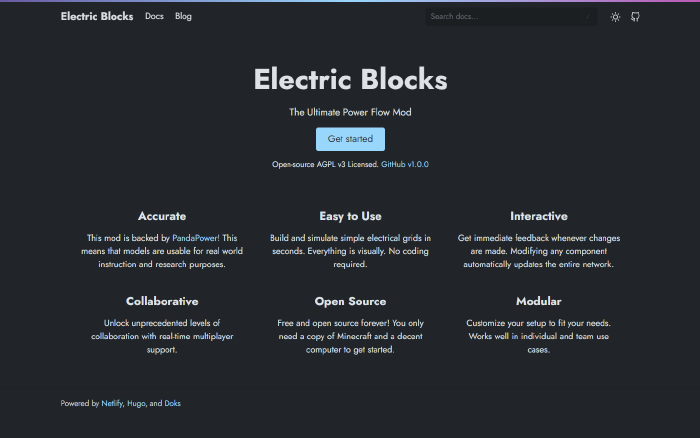 Electric Blocks Docs Blog Search docs... /
Electric Blocks
The Ultimate Power Flow Mod
Get started
Open-source AGPL v3 Licensed. GitHub v1.0.0
Accurate
This mod is backed by PandaPower! This
means that models are usable for real world
instruction and research purposes.
Easy to Use
Build and simulate simple electrical grids in
seconds. Everything is visually. No coding
required.
Interactive
Get immediate feedback whenever changes
are made. Modifying any component
automatically updates the entire network.
Collaborative
Unlock unprecedented levels of
collaboration with real-time multiplayer
support.
Open Source
Free and open source forever! You only
need a copy of Minecraft and a decent
computer to get started.
Modular
Customize your setup to fit your needs.
Works well in individual and team use
cases.
Powered by Netlify, Hugo, and Doks